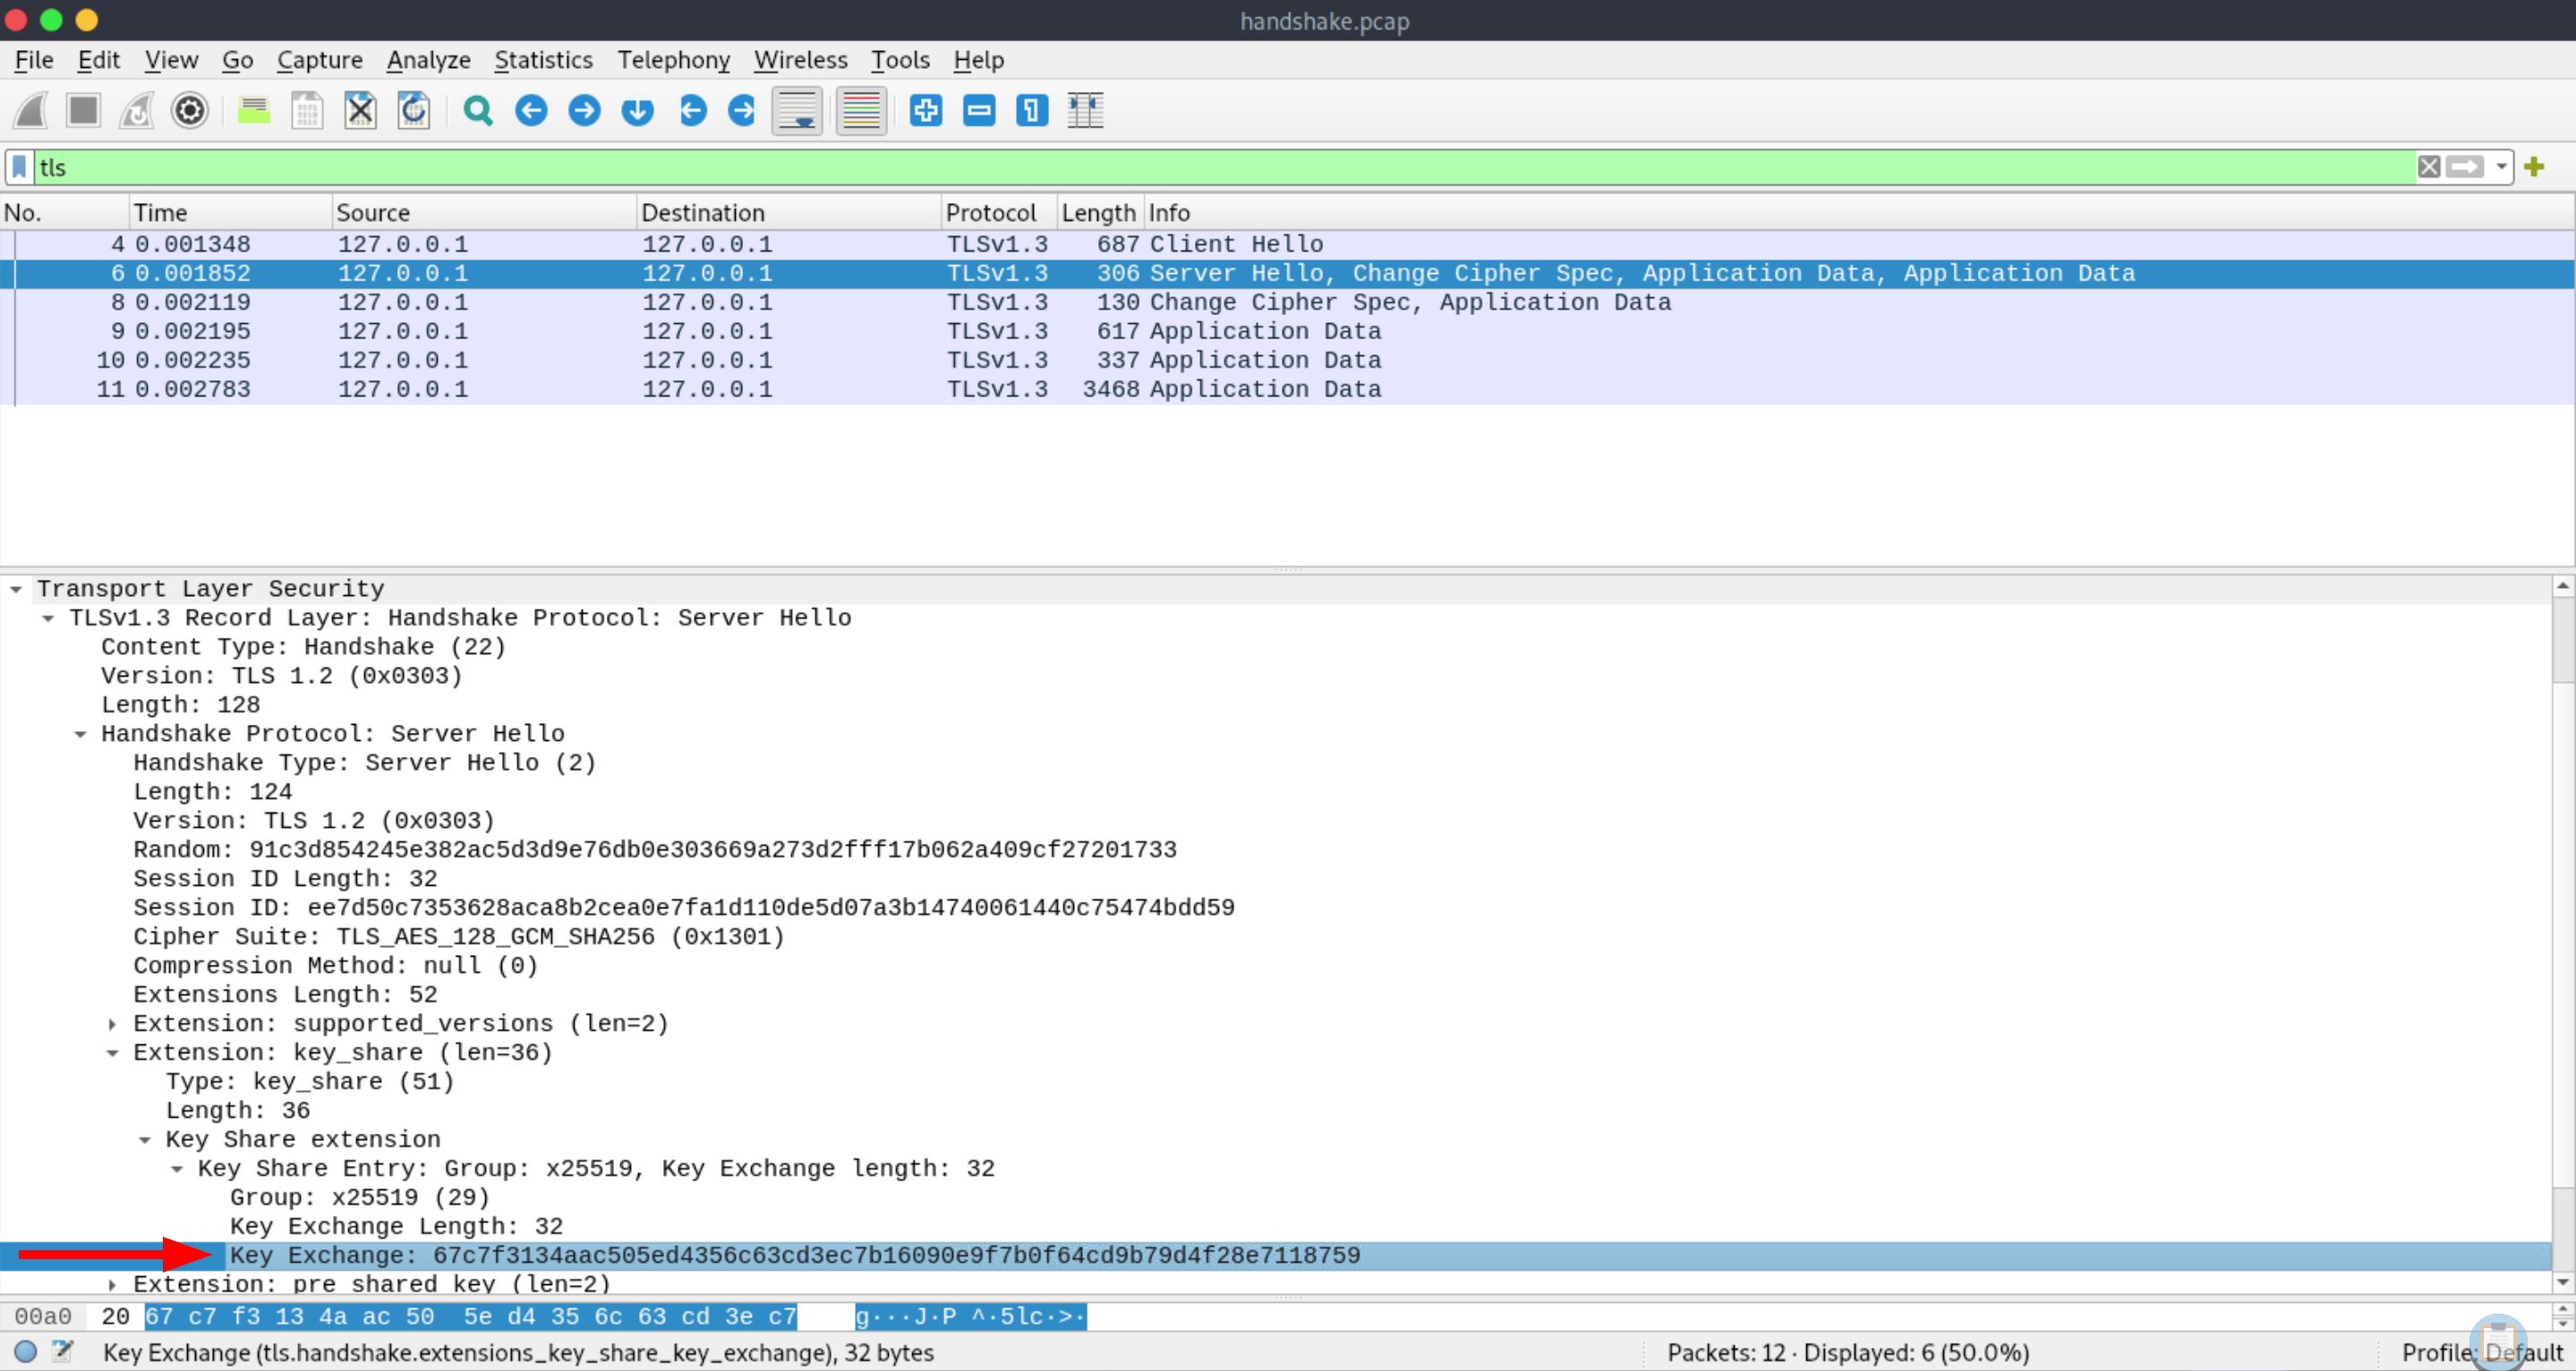 handshake.pcap
File Edit View Go Capture Analyze Statistics Telephony Wireless Tools Help
tls
No. Time Source Destination Protocol Length Info
4 0.001348 127.0.0.1 127.0.0.1 TLSv1.3 687 Client Hello
6 0.001852 127.0.0.1 127.0.0.1 TLSv1.3 306 Server Hello, Change Cipher Spec, Application Data, Application Data
8 0.002119 127.0.0.1 127.0.0.1 TLSv1.3 130 Change Cipher Spec, Application Data
9 0.002195 127.0.0.1 127.0.0.1 TLSv1.3 617 Application Data
10 0.002235 127.0.0.1 127.0.0.1 TLSv1.3 337 Application Data
11 0.002783 127.0.0.1 127.0.0.1 TLSv1.3 3468 Application Data
Transport Layer Security
TLSv1.3 Record Layer: Handshake Protocol: Server Hello
Content Type: Handshake (22)
Version: TLS 1.2 (0x0303)
Length: 128
Handshake Protocol: Server Hello
Handshake Type: Server Hello (2)
Length: 124
Version: TLS 1.2 (0x0303)
Random: 91c3d854245e382ac5d3d9e76db0e303669a273d2fff17b062a409cf27201733
Session ID Length: 32
Session ID: ee7d50c7353628aca8b2cea0e7fa1d110de5d07a3b14740061440c75474bdd59
Cipher Suite: TLS_AES_128_GCM_SHA256 (0x1301)
Compression Method: null (0)
Extensions Length: 52
Extension: supported_versions (len=2)
Extension: key_share (len=36)
Type: key_share (51)
Length: 36
Key Share extension
Key Share Entry: Group: x25519, Key Exchange length: 32
Group: x25519 (29)
Key Exchange Length: 32
Key Exchange: 67c7f3134aac505ed4356c63cd3ec7b16090e9f7b0f64cd9b79d4f28e7118759
Extension: pre_shared_key (len=2)
00a0 20 67 c7 f3 13 4a ac 50 5e d4 35 6c 63 cd 3e c7 g···J·P ^·5lc·>·
Key Exchange (tls.handshake.extensions_key_share_key_exchange), 32 bytes Packets: 12 · Displayed: 6 (50.0%) Profile: Default